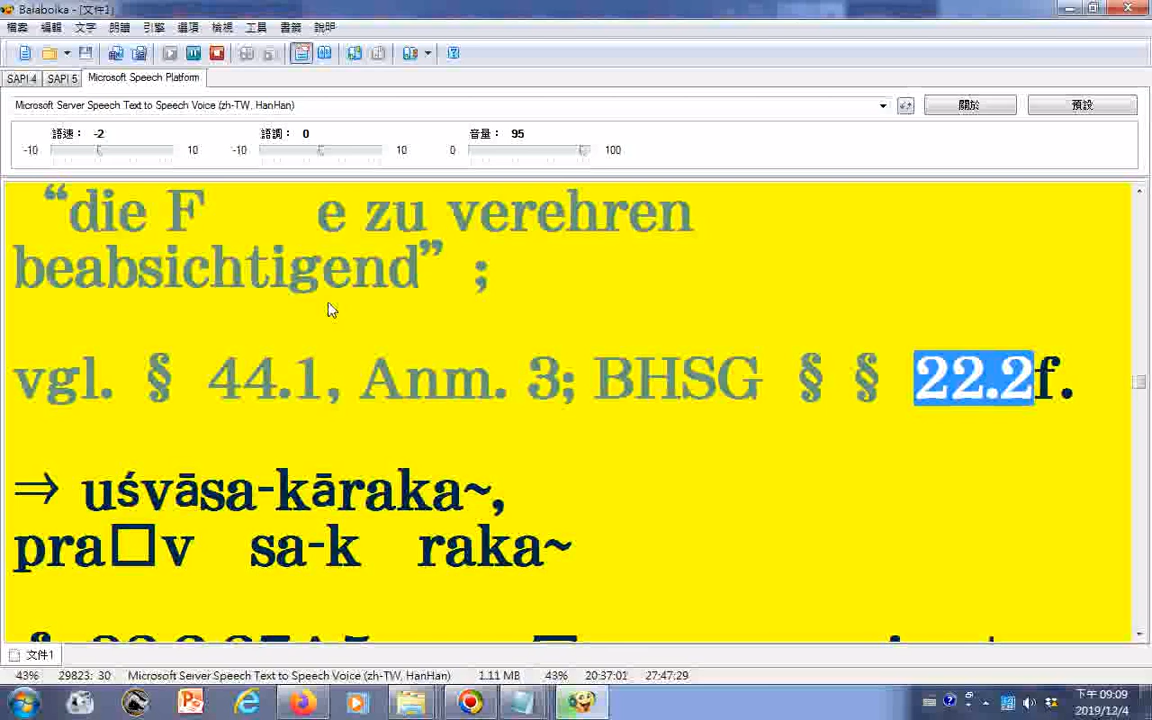 Balabolka - [文件1]
檔案 編輯 文字 朗讀 引擎 選項 檢視 工具 書籤 說明
SAPI 4 SAPI 5 Microsoft Speech Platform
Microsoft Server Speech Text to Speech Voice (zh-TW, HanHan) 關於 預設
語速： -2 語調： 0 音量： 95
-10 10 -10 10 0 100
“die F e zu verehren
beabsichtigend” ;
vgl. § 44.1, Anm. 3; BHSG § § 22.2f.
⇒ uśvāsa-kāraka~,
pra□v sa-k raka~
文件1
43% 29823: 30 Microsoft Server Speech Text to Speech Voice (zh-TW, HanHan) 1.11 MB 43% 20:37:01 27:47:29
下午 09:09
2019/12/4